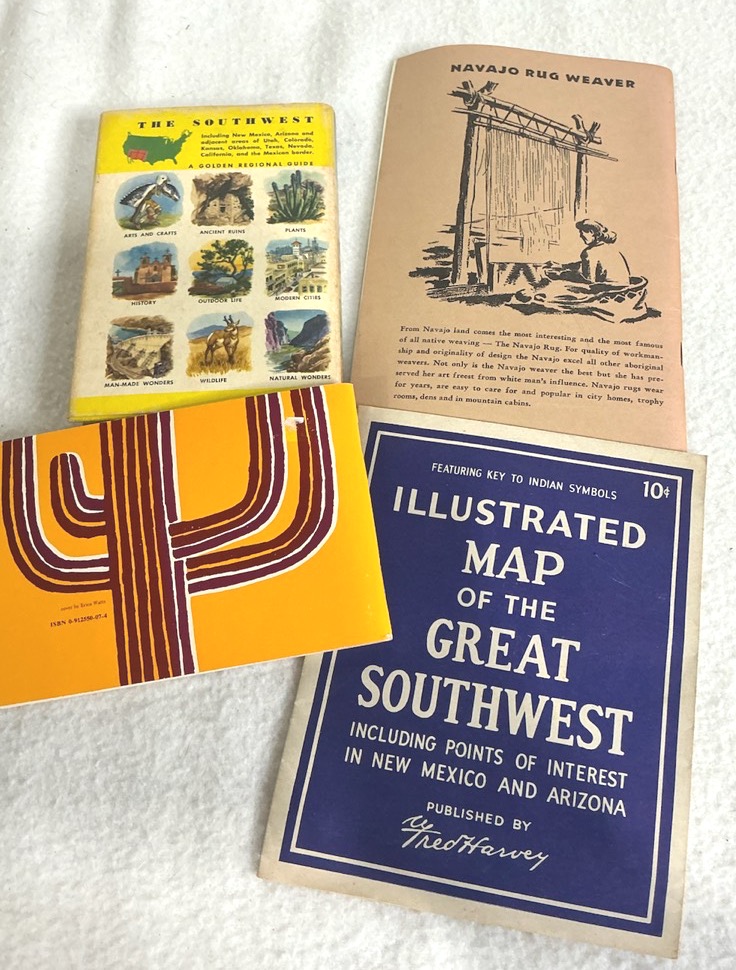 THE SOUTHWEST
Including New Mexico, Arizona and
adjacent areas of Utah, Colorado,
Kansas, Oklahoma, Texas, Nevada,
California, and the Mexican border.
A GOLDEN REGIONAL GUIDE
ARTS AND CRAFTS
ANCIENT RUINS
PLANTS
HISTORY
OUTDOOR LIFE
MODERN CITIES
MAN-MADE WONDERS
WILDLIFE
NATURAL WONDERS
NAVAJO RUG WEAVER
From Navajo land comes the most interesting and the most famous
of all native weaving — The Navajo Rug. For quality of workman-
ship and originality of design the Navajo excel all other aboriginal
weavers. Not only is the Navajo weaver the best but she has pre-
served her art freest from white man's influence. Navajo rugs wear
for years, are easy to care for and popular in city homes, trophy
rooms, dens and in mountain cabins.
ISBN 0-912550-07-4
FEATURING KEY TO INDIAN SYMBOLS
10¢
ILLUSTRATED
MAP
OF THE
GREAT
SOUTHWEST
INCLUDING POINTS OF INTEREST
IN NEW MEXICO AND ARIZONA
PUBLISHED BY
Fred Harvey